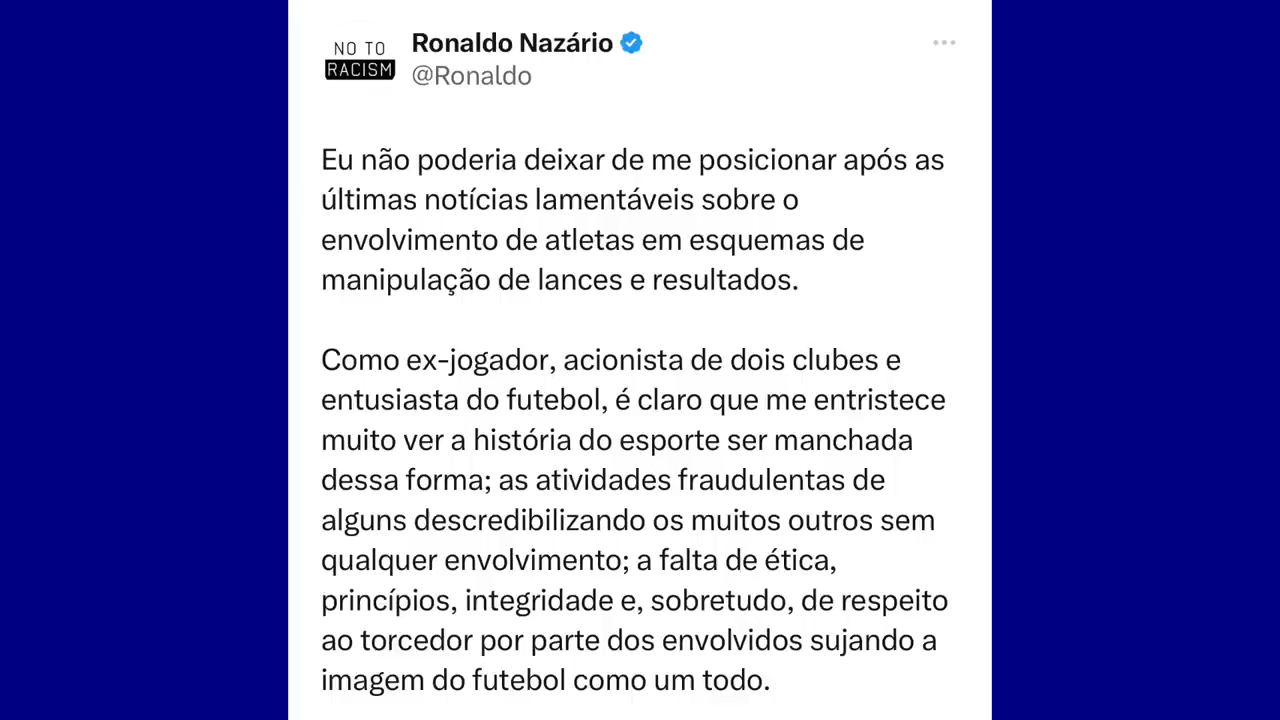 NO TO
RACISM
Ronaldo Nazário
@Ronaldo
Eu não poderia deixar de me posicionar após as
últimas notícias lamentáveis sobre o
envolvimento de atletas em esquemas de
manipulação de lances e resultados.
Como ex-jogador, acionista de dois clubes e
entusiasta do futebol, é claro que me entristece
muito ver a história do esporte ser manchada
dessa forma; as atividades fraudulentas de
alguns descredibilizando os muitos outros sem
qualquer envolvimento; a falta de ética,
princípios, integridade e, sobretudo, de respeito
ao torcedor por parte dos envolvidos sujando a
imagem do futebol como um todo.